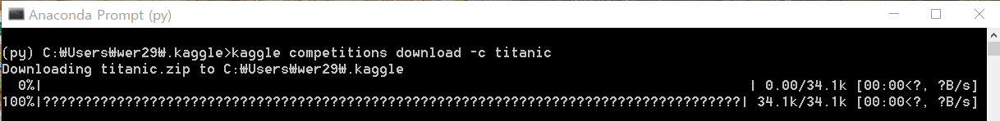 Anaconda Prompt (py)
(py) C:₩Users₩wer29₩.kaggle>kaggle competitions download -c titanic
Downloading titanic.zip to C:₩Users₩wer29₩.kaggle
0%| | 0.00/34.1k [00:00<?, ?B/s]
100%|?????????????????????????????????????????????????????????????????????????????????????| 34.1k/34.1k [00:00<?, ?B/s]